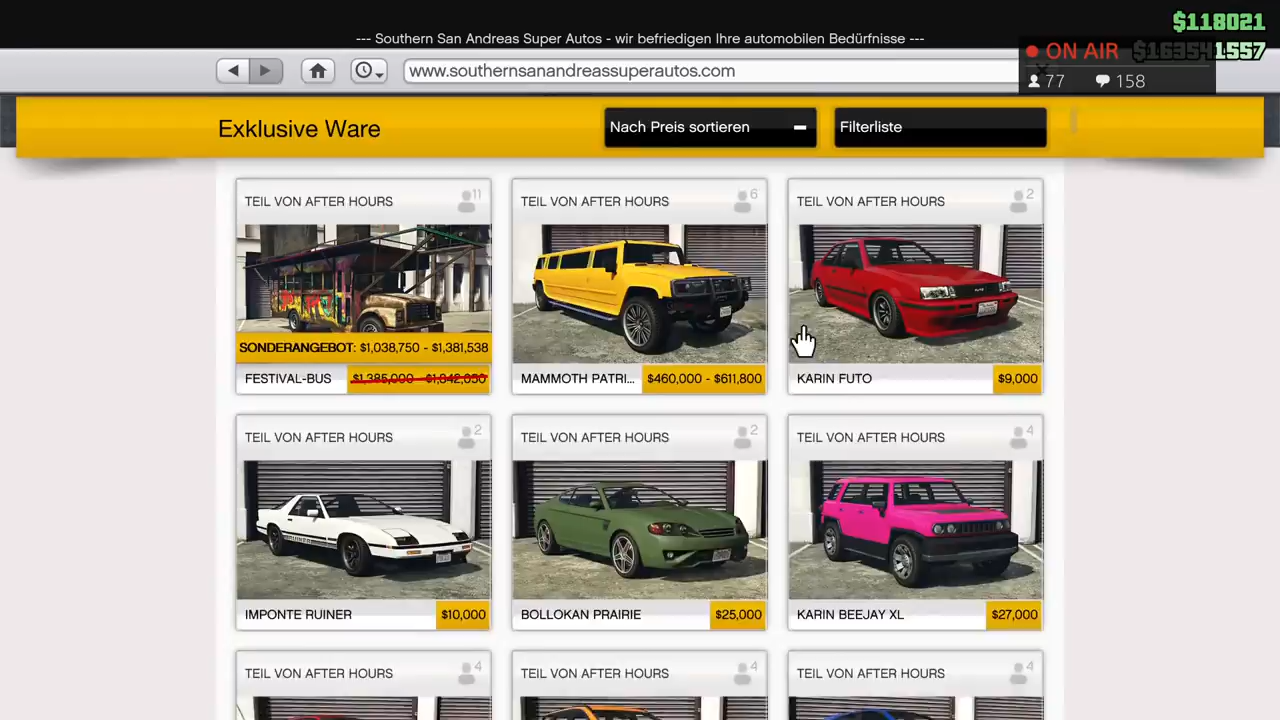 $118021
--- Southern San Andreas Super Autos - wir befriedigen Ihre automobilen Bedürfnisse ---
ON AIR
$163541557
www.southernsanandreassuperautos.com
77 158
Exklusive Ware
Nach Preis sortieren
Filterliste
TEIL VON AFTER HOURS 11
TEIL VON AFTER HOURS 6
TEIL VON AFTER HOURS 2
SONDERANGEBOT: $1,038,750 - $1,381,538
FESTIVAL-BUS $1,385,000 - $1,842,050
MAMMOTH PATRI... $460,000 - $611,800
KARIN FUTO $9,000
TEIL VON AFTER HOURS 2
TEIL VON AFTER HOURS 2
TEIL VON AFTER HOURS 4
IMPONTE RUINER $10,000
BOLLOKAN PRAIRIE $25,000
KARIN BEEJAY XL $27,000
TEIL VON AFTER HOURS 4
TEIL VON AFTER HOURS 4
TEIL VON AFTER HOURS 4